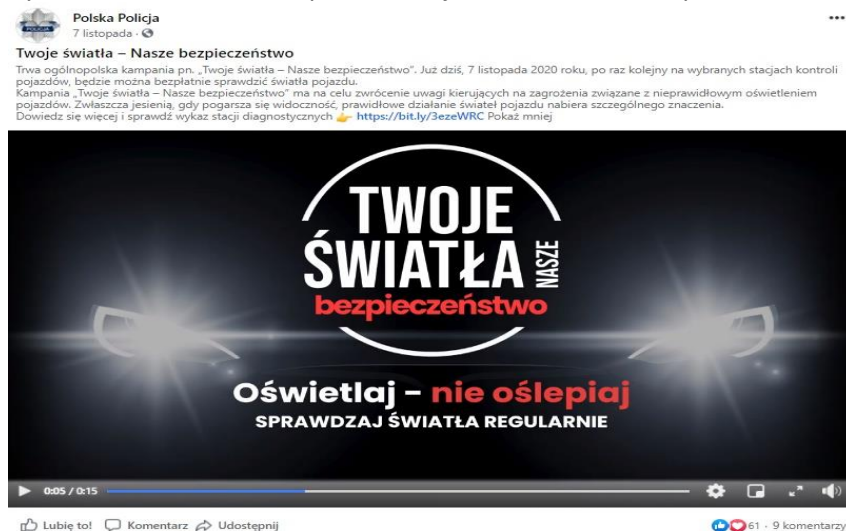 Polska Policja
7 listopada ·
Twoje światła – Nasze bezpieczeństwo
Trwa ogólnopolska kampania pn. „Twoje światła – Nasze bezpieczeństwo”. Już dziś, 7 listopada 2020 roku, po raz kolejny na wybranych stacjach kontroli
pojazdów, będzie można bezpłatnie sprawdzić światła pojazdu.
Kampania „Twoje światła – Nasze bezpieczeństwo” ma na celu zwrócenie uwagi kierujących na zagrożenia związane z nieprawidłowym oświetleniem
pojazdów. Zwłaszcza jesienią, gdy pogarsza się widoczność, prawidłowe działanie świateł pojazdu nabiera szczególnego znaczenia.
Dowiedz się więcej i sprawdź wykaz stacji diagnostycznych 👉 https://bit.ly/3ezeWRC Pokaż mniej
TWOJE
ŚWIATŁA NASZE
bezpieczeństwo
Oświetlaj – nie oślepiaj
SPRAWDZAJ ŚWIATŁA REGULARNIE
0:05 / 0:15
Lubię to! Komentarz Udostępnij 61 · 9 komentarzy